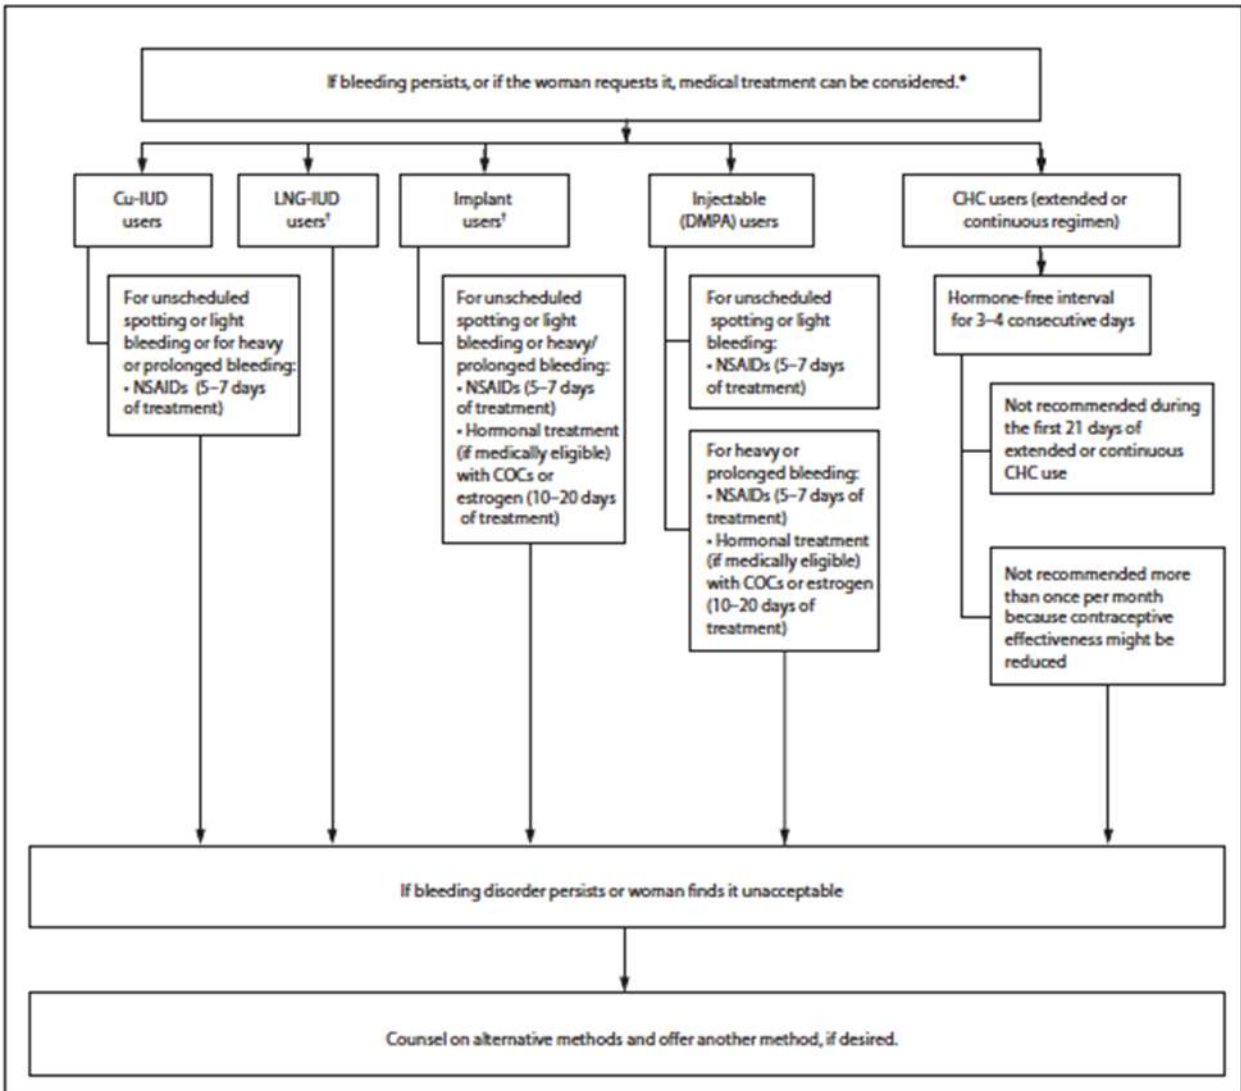 If bleeding persists, or if the woman requests it, medical treatment can be considered.*
Cu-IUD
users
LNG-IUD
users†
Implant
users†
Injectable
(DMPA) users
CHC users (extended or
continuous regimen)
For unscheduled
spotting or light
bleeding or for heavy
or prolonged bleeding:
• NSAIDs (5–7 days
of treatment)
For unscheduled
spotting or light
bleeding or heavy/
prolonged bleeding:
• NSAIDs (5–7 days
of treatment)
• Hormonal treatment
(if medically eligible)
with COCs or
estrogen (10–20 days
of treatment)
For unscheduled
spotting or light
bleeding:
• NSAIDs (5–7 days
of treatment)
For heavy or
prolonged bleeding:
• NSAIDs (5–7 days of
treatment)
• Hormonal treatment
(if medically eligible)
with COCs or estrogen
(10–20 days of
treatment)
Hormone-free interval
for 3–4 consecutive days
Not recommended during
the first 21 days of
extended or continuous
CHC use
Not recommended more
than once per month
because contraceptive
effectiveness might be
reduced
If bleeding disorder persists or woman finds it unacceptable
Counsel on alternative methods and offer another method, if desired.